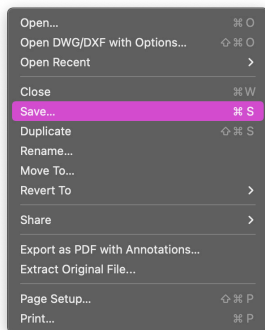 Open... ⌘ O
Open DWG/DXF with Options... ⇧ ⌘ O
Open Recent >
Close ⌘ W
Save... ⌘ S
Duplicate ⇧ ⌘ S
Rename...
Move To...
Revert To >
Share >
Export as PDF with Annotations...
Extract Original File...
Page Setup... ⇧ ⌘ P
Print... ⌘ P